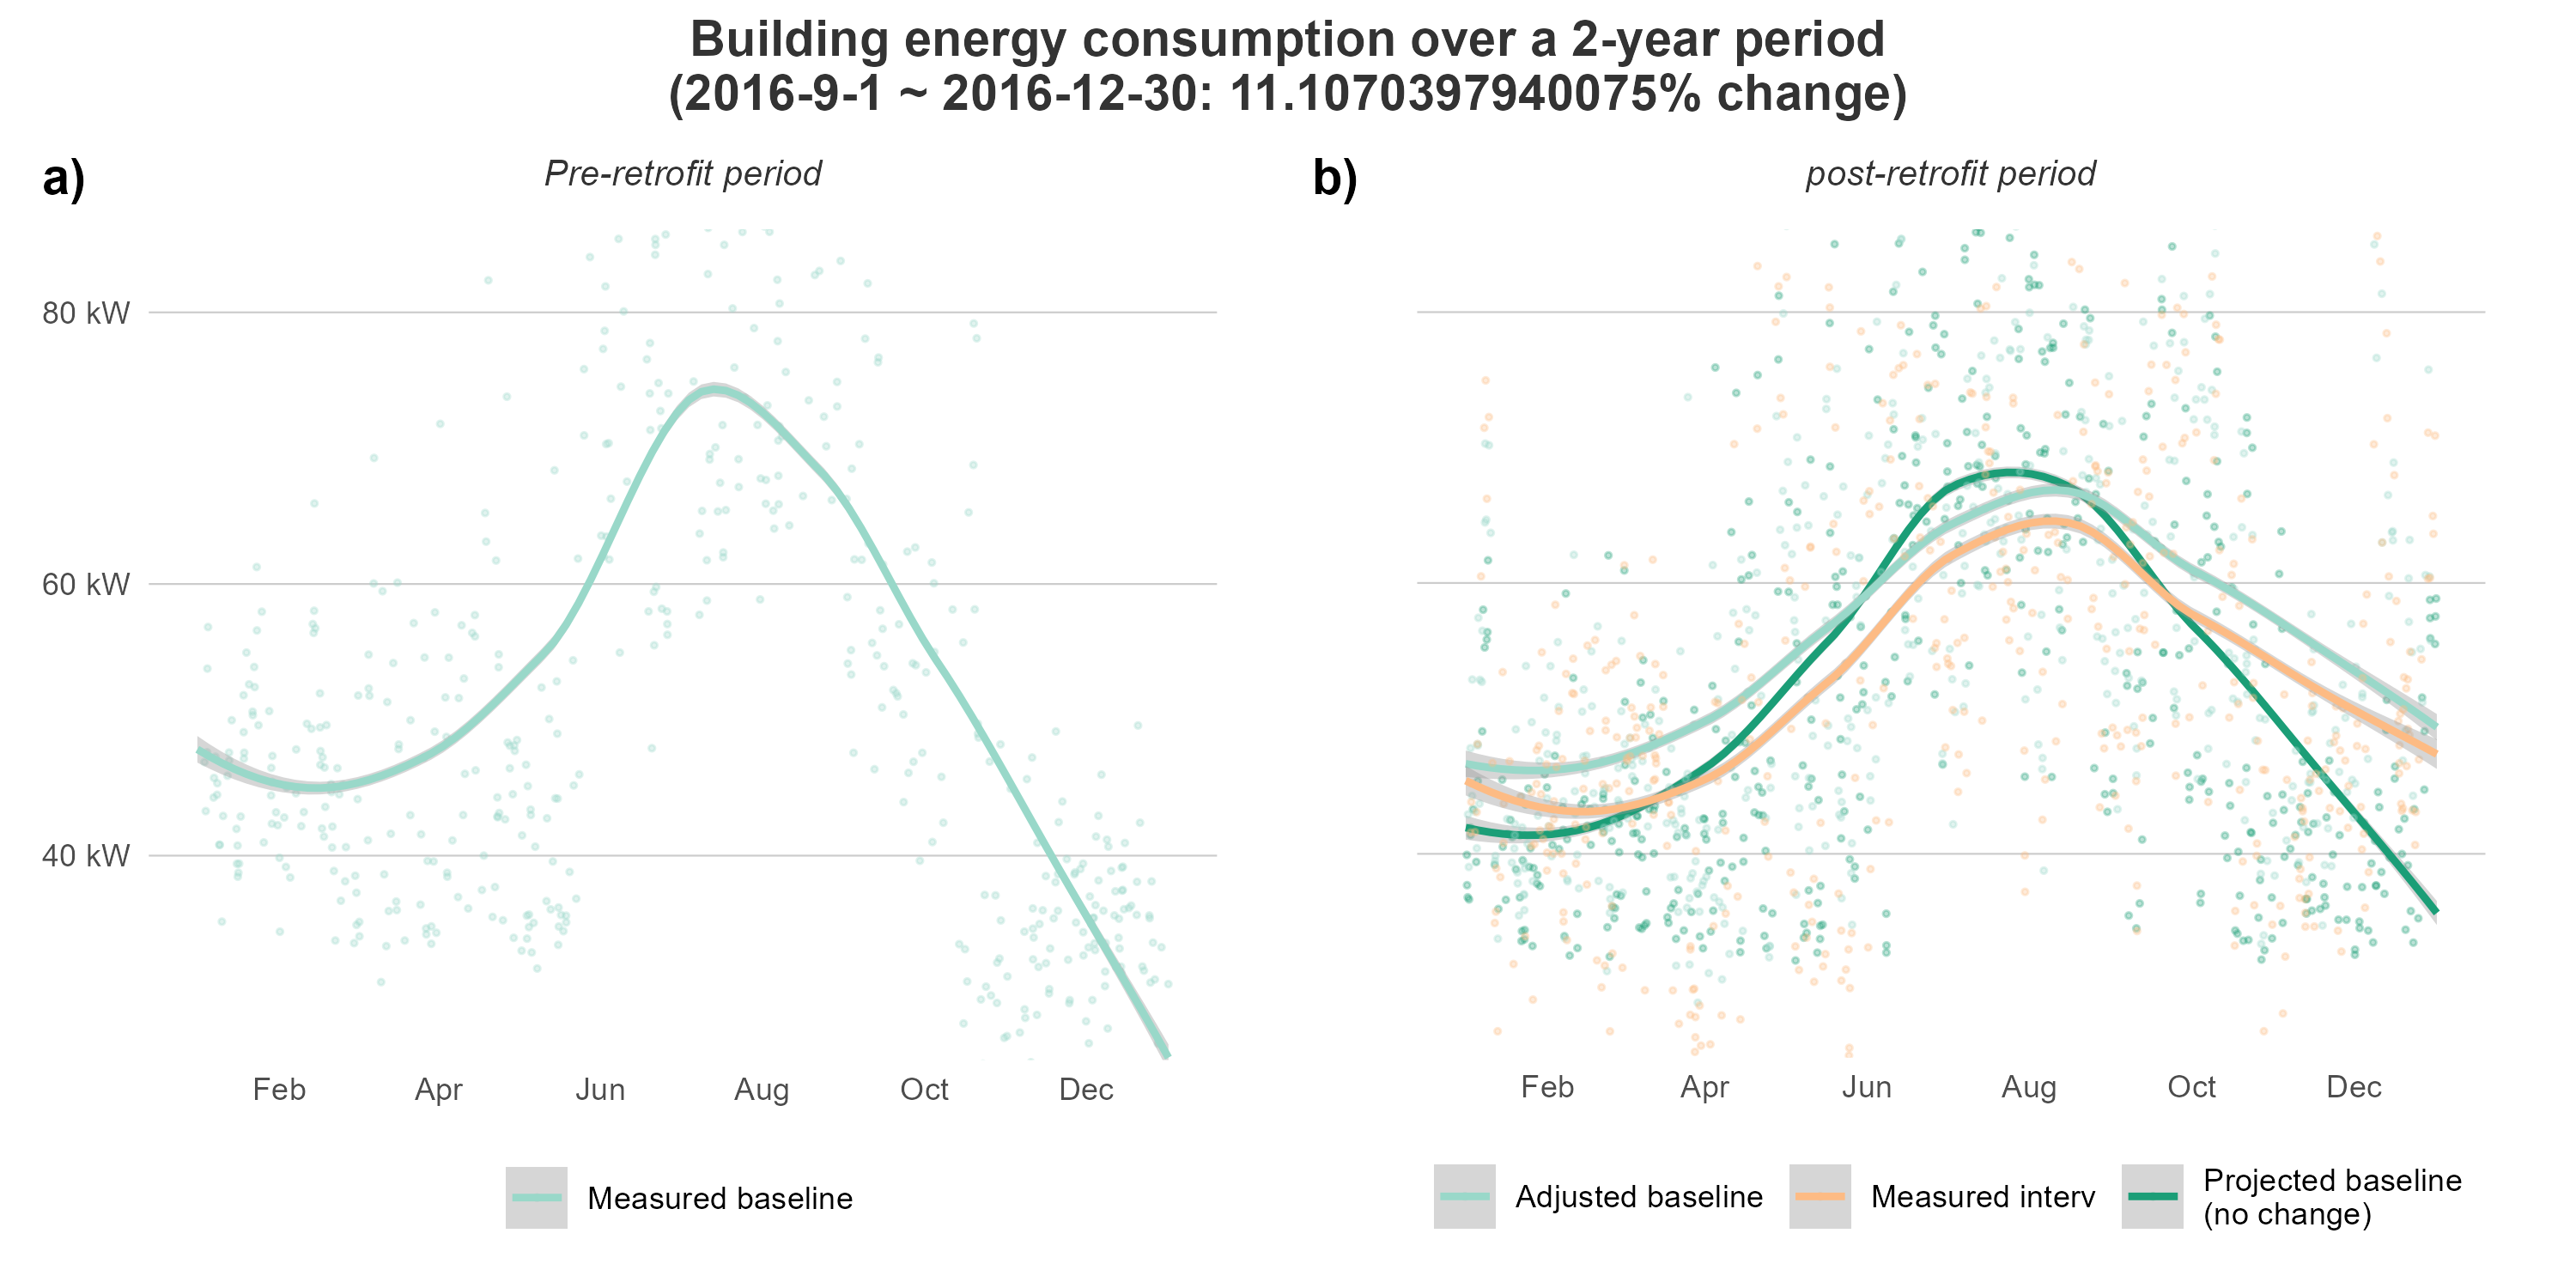 Building energy consumption over a 2-year period
(2016-9-1 ~ 2016-12-30: 11.1070397940075% change)
a)
Pre-retrofit period
80 kW
60 kW
40 kW
Feb Apr Jun Aug Oct Dec
Measured baseline
b)
post-retrofit period
Feb Apr Jun Aug Oct Dec
Adjusted baseline
Measured interv
Projected baseline
(no change)